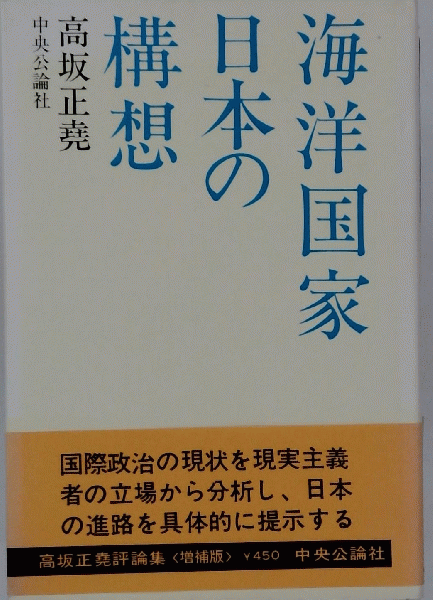 海洋国家
日本の
構想
高坂正堯
中央公論社
国際政治の現状を現実主義
者の立場から分析し、日本
の進路を具体的に提示する
高坂正堯評論集〈増補版〉 ¥450 中央公論社